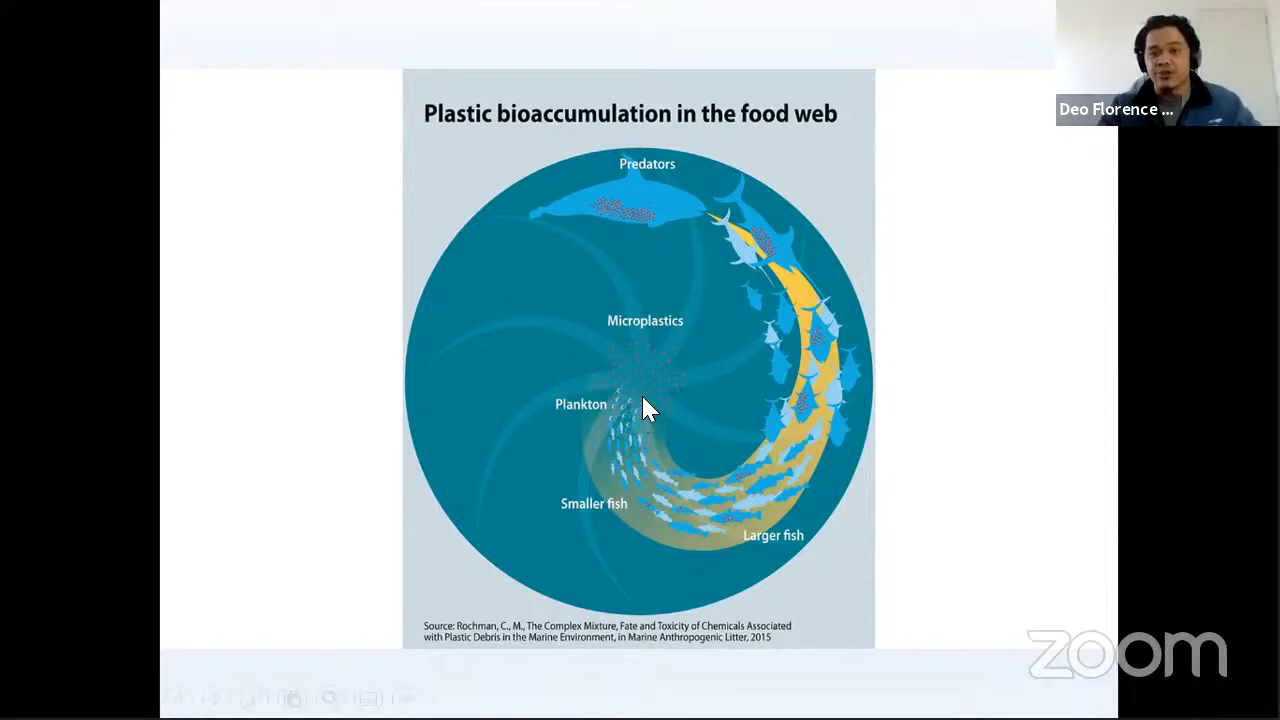 Plastic bioaccumulation in the food web
Predators
Microplastics
Plankton
Smaller fish
Larger fish
Source: Rochman, C., M., The Complex Mixture, Fate and Toxicity of Chemicals Associated
with Plastic Debris in the Marine Environment, in Marine Anthropogenic Litter, 2015
Deo Florence ...
zoom